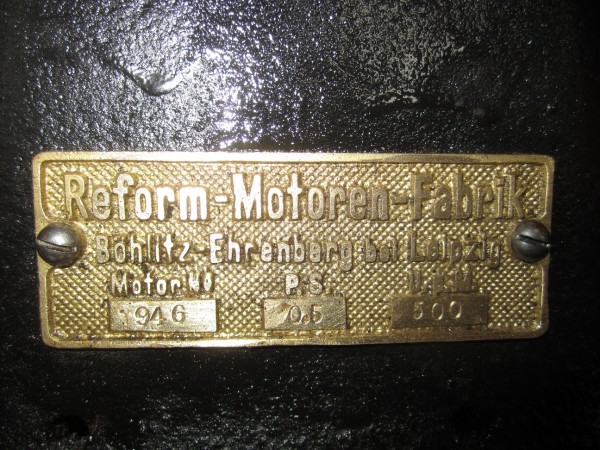 Reform-Motoren-Fabrik
Böhlitz-Ehrenberg bei Leipzig
Motor No P.S. U.p.M.
946 0.5 500